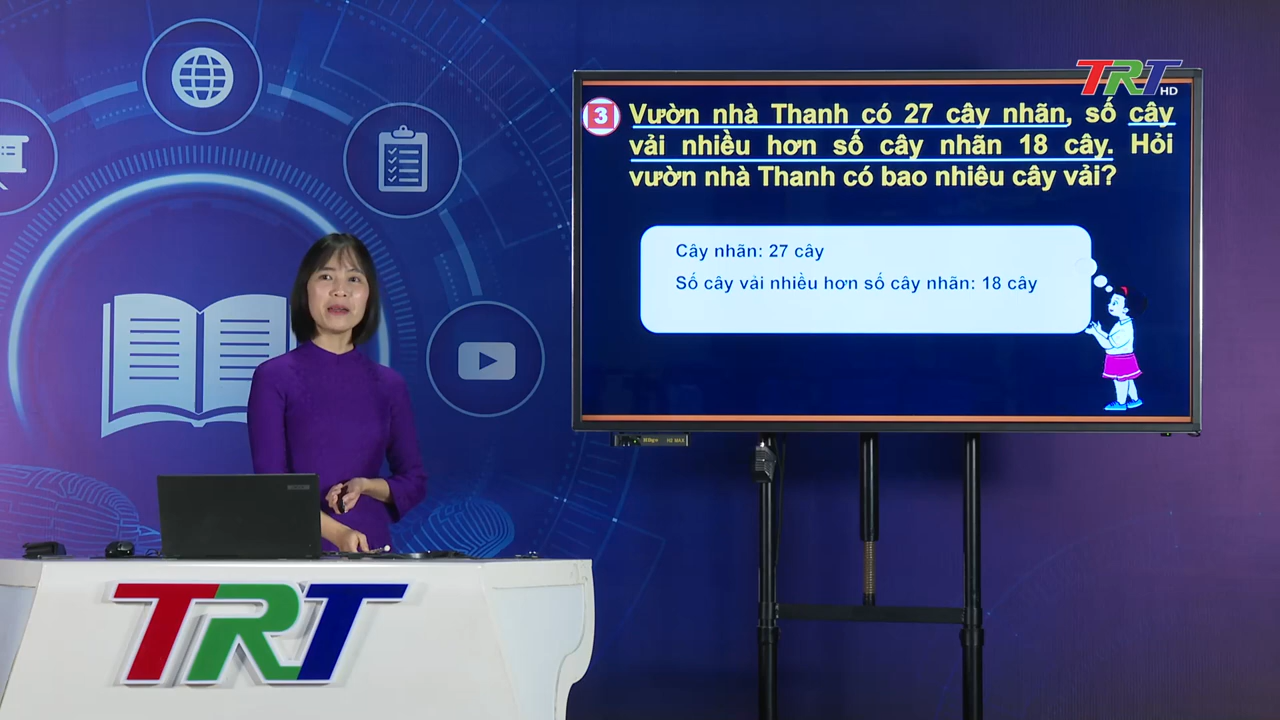 TRT HD
3 Vườn nhà Thanh có 27 cây nhãn, số cây
vải nhiều hơn số cây nhãn 18 cây. Hỏi
vườn nhà Thanh có bao nhiêu cây vải?
Cây nhãn: 27 cây
Số cây vải nhiều hơn số cây nhãn: 18 cây
TRT